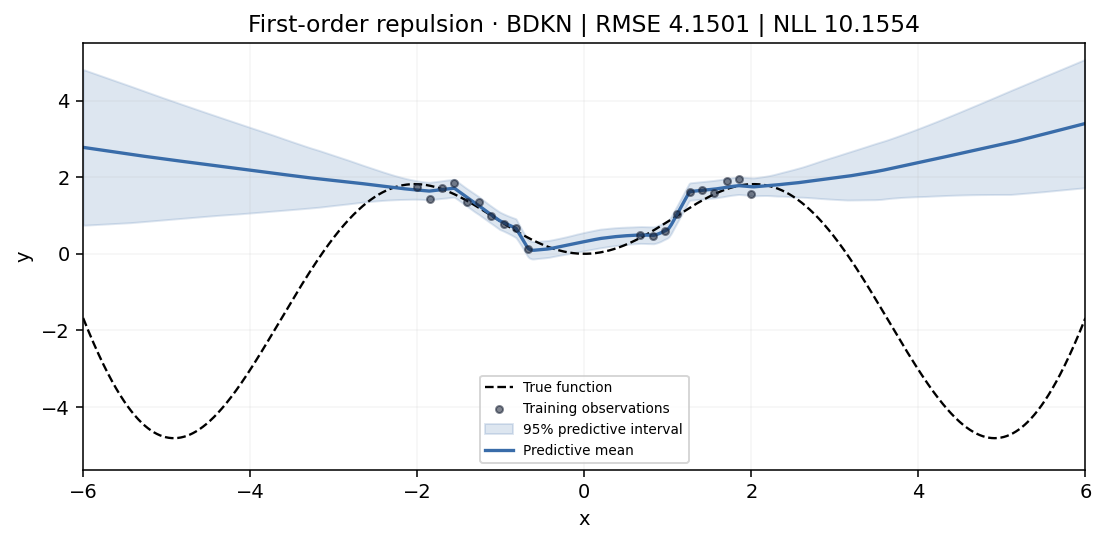 First-order repulsion · BDKN | RMSE 4.1501 | NLL 10.1554
y
4
2
0
−2
−4
True function
Training observations
95% predictive interval
Predictive mean
−6 −4 −2 0 2 4 6
x